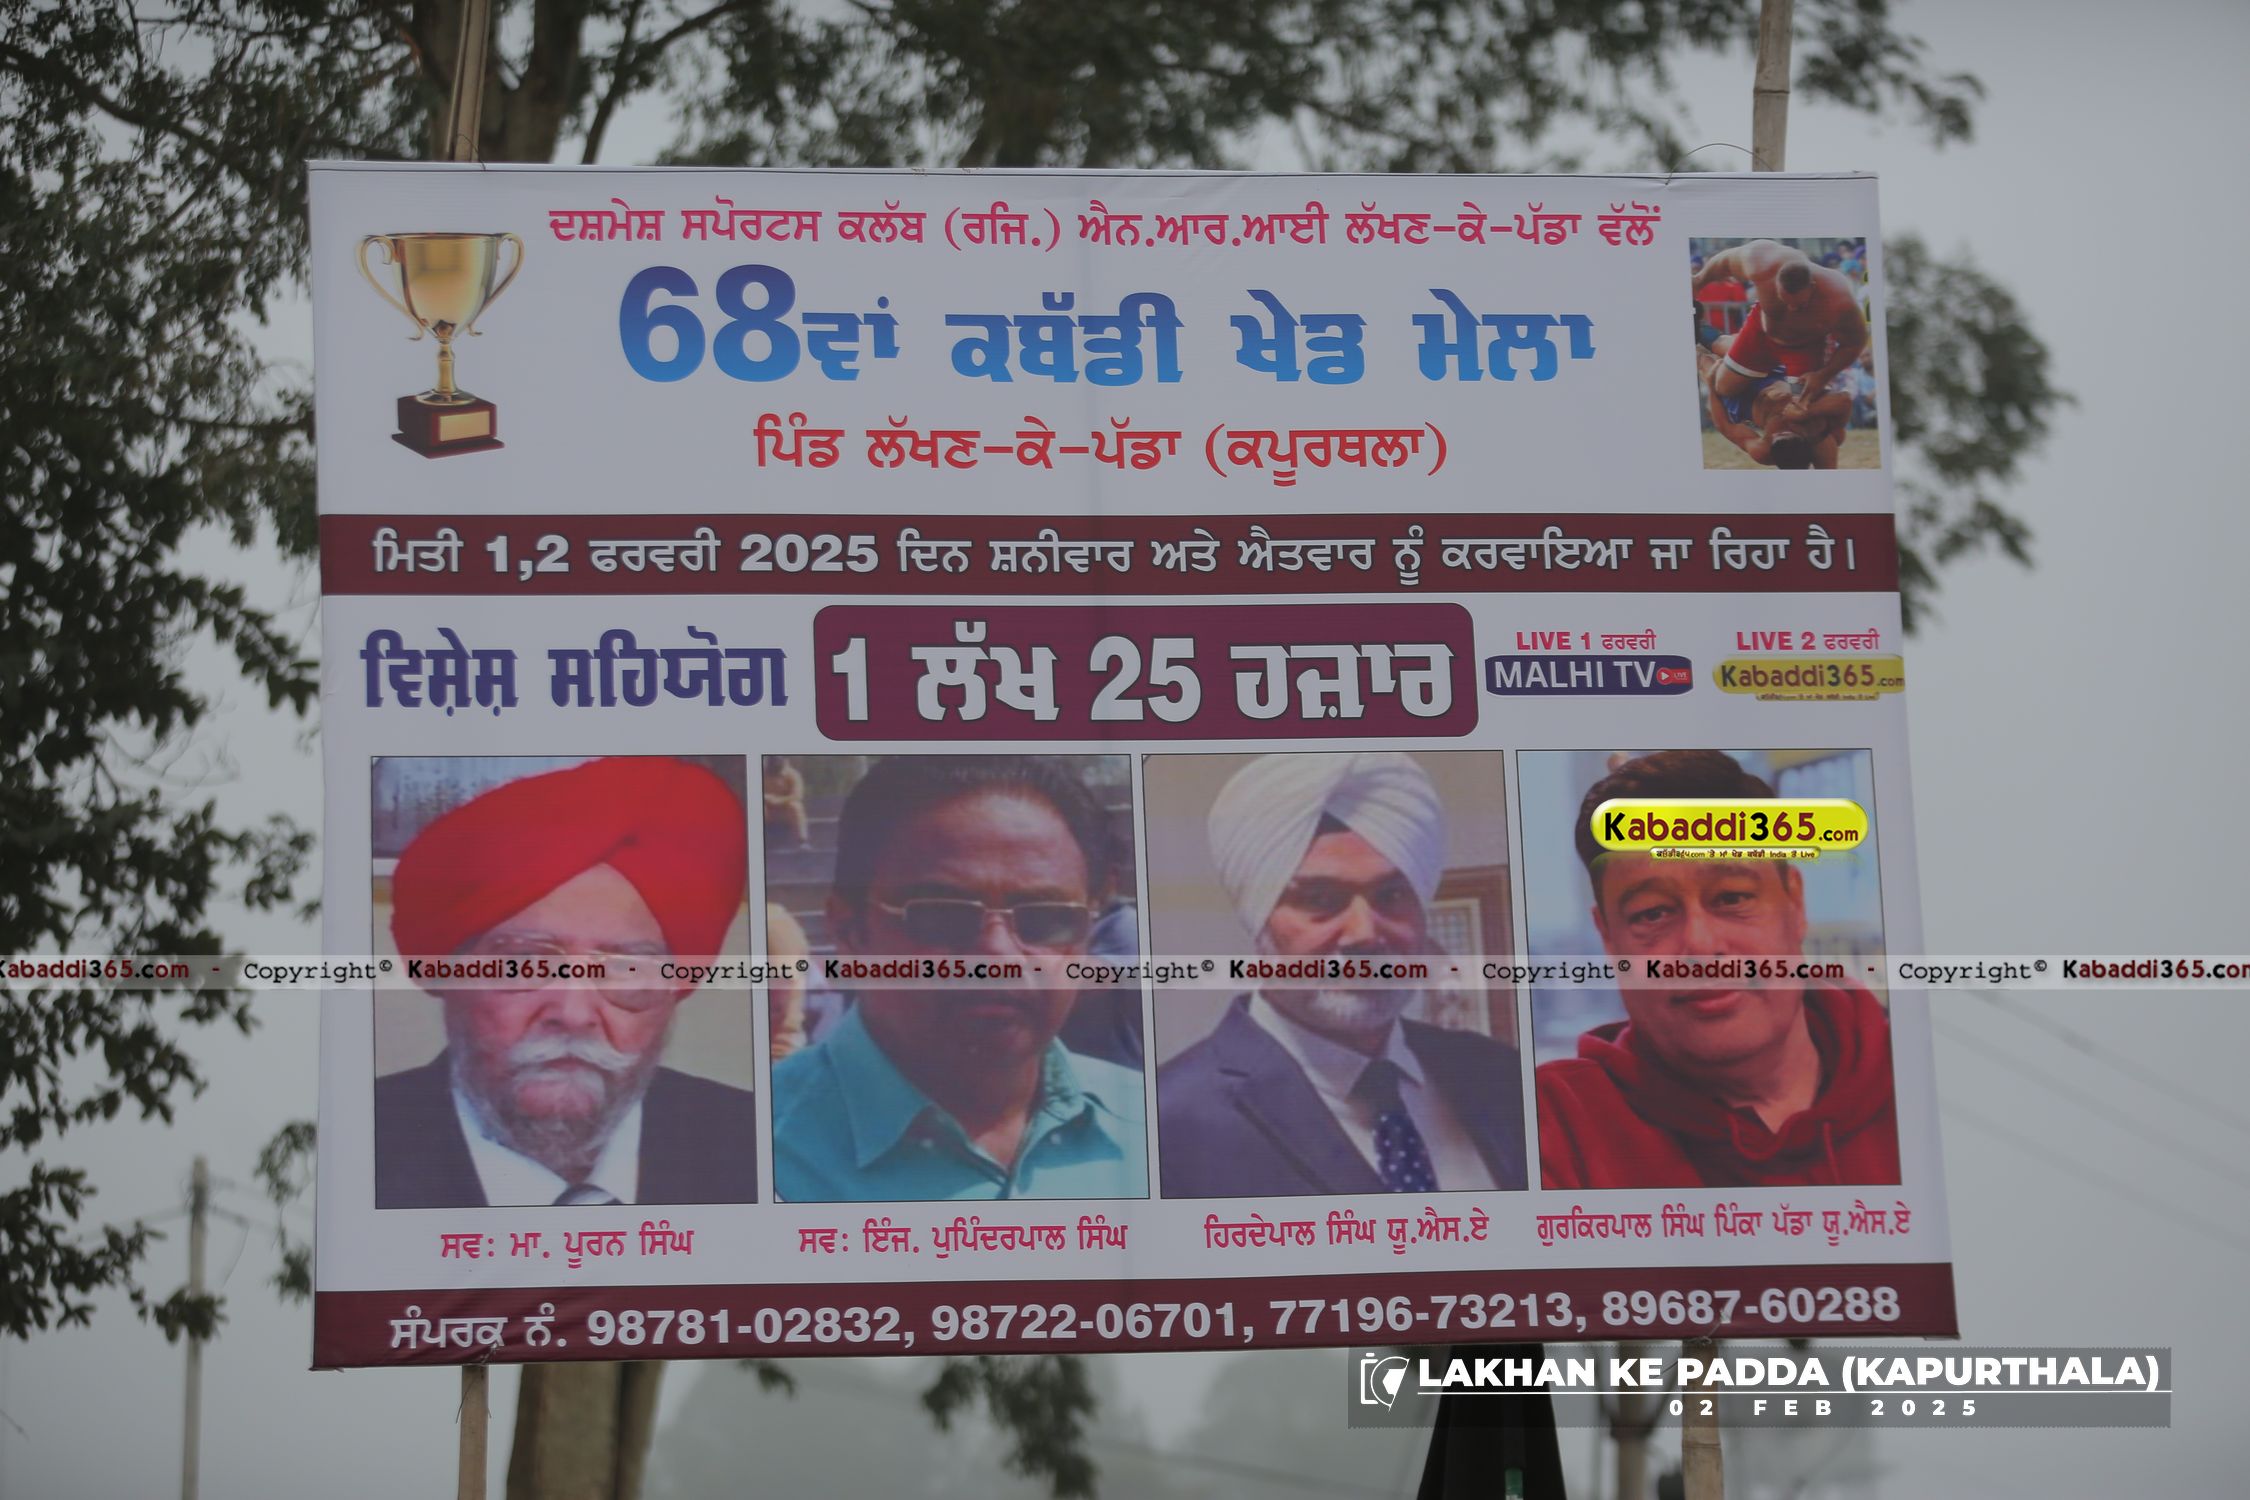 ਦਸ਼ਮੇਸ਼ ਸਪੋਰਟਸ ਕਲੱਬ (ਰਜਿ.) ਐਨ.ਆਰ.ਆਈ ਲੱਖਣ-ਕੇ-ਪੱਡਾ ਵੱਲੋਂ
68ਵਾਂ ਕਬੱਡੀ ਖੇਡ ਮੇਲਾ
ਪਿੰਡ ਲੱਖਣ-ਕੇ-ਪੱਡਾ (ਕਪੂਰਥਲਾ)
ਮਿਤੀ 1,2 ਫਰਵਰੀ 2025 ਦਿਨ ਸ਼ਨੀਵਾਰ ਅਤੇ ਐਤਵਾਰ ਨੂੰ ਕਰਵਾਇਆ ਜਾ ਰਿਹਾ ਹੈ।
ਵਿਸ਼ੇਸ਼ ਸਹਿਯੋਗ 1 ਲੱਖ 25 ਹਜ਼ਾਰ
LIVE 1 ਫਰਵਰੀ
MALHI TV LIVE
LIVE 2 ਫਰਵਰੀ
Kabaddi365.com
Kabaddi365.com
Kabaddi365.com - Copyright© Kabaddi365.com - Copyright© Kabaddi365.com - Copyright© Kabaddi365.com - Copyright© Kabaddi365.com - Copyright© Kabaddi365.com
ਸਵ: ਮਾ. ਪੂਰਨ ਸਿੰਘ
ਸਵ: ਇੰਜ. ਪੁਪਿੰਦਰਪਾਲ ਸਿੰਘ
ਹਿਰਦੇਪਾਲ ਸਿੰਘ ਯੂ.ਐਸ.ਏ
ਗੁਰਕਿਰਪਾਲ ਸਿੰਘ ਪਿੰਕਾ ਪੱਡਾ ਯੂ.ਐਸ.ਏ
ਸੰਪਰਕ ਨੰ. 98781-02832, 98722-06701, 77196-73213, 89687-60288
LAKHAN KE PADDA (KAPURTHALA)
02 FEB 2025